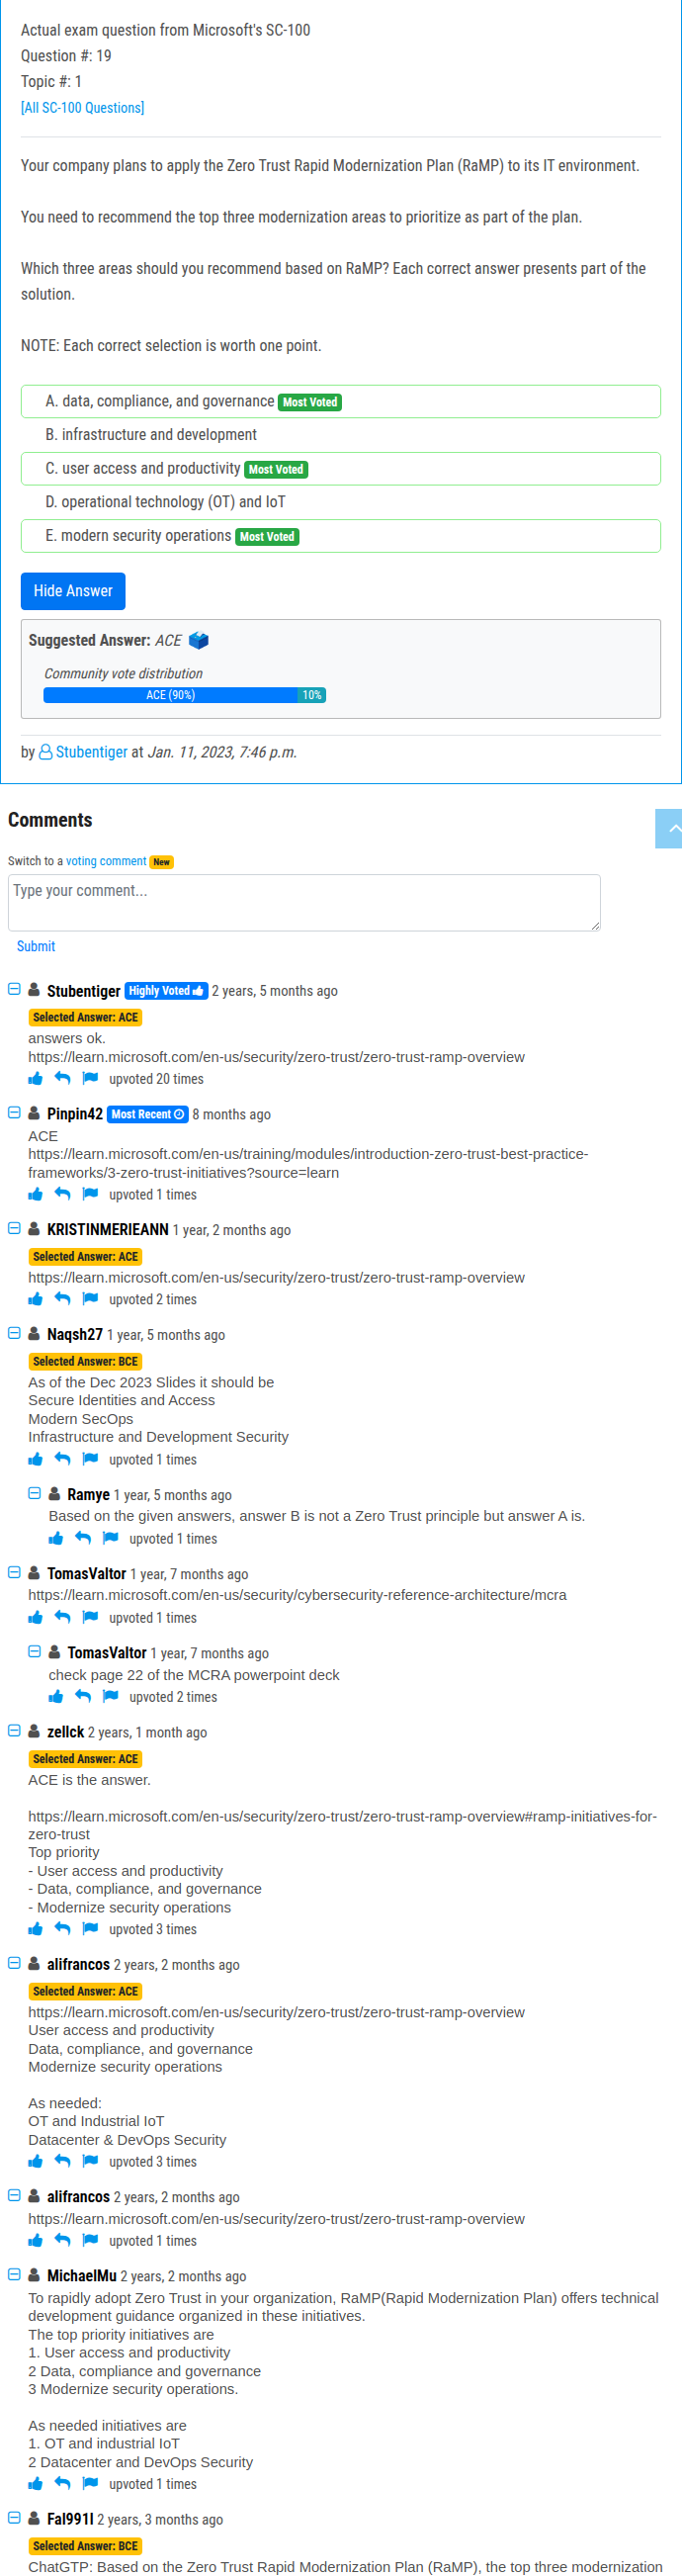 Actual exam question from Microsoft's SC-100
Question #: 19
Topic #: 1
[All SC-100 Questions]
Your company plans to apply the Zero Trust Rapid Modernization Plan (RaMP) to its IT environment.
You need to recommend the top three modernization areas to prioritize as part of the plan.
Which three areas should you recommend based on RaMP? Each correct answer presents part of the
solution.
NOTE: Each correct selection is worth one point.
A. data, compliance, and governance Most Voted
B. infrastructure and development
C. user access and productivity Most Voted
D. operational technology (OT) and IoT
E. modern security operations Most Voted
Hide Answer
Suggested Answer: ACE
Community vote distribution
ACE (90%) 10%
by Stubentiger at Jan. 11, 2023, 7:46 p.m.
Comments
Switch to a voting comment New
Type your comment...
Submit
Stubentiger Highly Voted 2 years, 5 months ago
Selected Answer: ACE
answers ok.
https://learn.microsoft.com/en-us/security/zero-trust/zero-trust-ramp-overview
upvoted 20 times
Pinpin42 Most Recent 8 months ago
ACE
https://learn.microsoft.com/en-us/training/modules/introduction-zero-trust-best-practice-
frameworks/3-zero-trust-initiatives?source=learn
upvoted 1 times
KRISTINMERIEANN 1 year, 2 months ago
Selected Answer: ACE
https://learn.microsoft.com/en-us/security/zero-trust/zero-trust-ramp-overview
upvoted 2 times
Naqsh27 1 year, 5 months ago
Selected Answer: BCE
As of the Dec 2023 Slides it should be
Secure Identities and Access
Modern SecOps
Infrastructure and Development Security
upvoted 1 times
Ramye 1 year, 5 months ago
Based on the given answers, answer B is not a Zero Trust principle but answer A is.
upvoted 1 times
TomasValtor 1 year, 7 months ago
https://learn.microsoft.com/en-us/security/cybersecurity-reference-architecture/mcra
upvoted 1 times
TomasValtor 1 year, 7 months ago
check page 22 of the MCRA powerpoint deck
upvoted 2 times
zellck 2 years, 1 month ago
Selected Answer: ACE
ACE is the answer.
https://learn.microsoft.com/en-us/security/zero-trust/zero-trust-ramp-overview#ramp-initiatives-for-
zero-trust
Top priority
- User access and productivity
- Data, compliance, and governance
- Modernize security operations
upvoted 3 times
alifrancos 2 years, 2 months ago
Selected Answer: ACE
https://learn.microsoft.com/en-us/security/zero-trust/zero-trust-ramp-overview
User access and productivity
Data, compliance, and governance
Modernize security operations
As needed:
OT and Industrial IoT
Datacenter & DevOps Security
upvoted 3 times
alifrancos 2 years, 2 months ago
https://learn.microsoft.com/en-us/security/zero-trust/zero-trust-ramp-overview
upvoted 1 times
MichaelMu 2 years, 2 months ago
To rapidly adopt Zero Trust in your organization, RaMP(Rapid Modernization Plan) offers technical
development guidance organized in these initiatives.
The top priority initiatives are
1. User access and productivity
2 Data, compliance and governance
3 Modernize security operations.
As needed initiatives are
1. OT and industrial IoT
2 Datacenter and DevOps Security
upvoted 1 times
Fal991l 2 years, 3 months ago
Selected Answer: BCE
ChatGTP: Based on the Zero Trust Rapid Modernization Plan (RaMP), the top three modernization